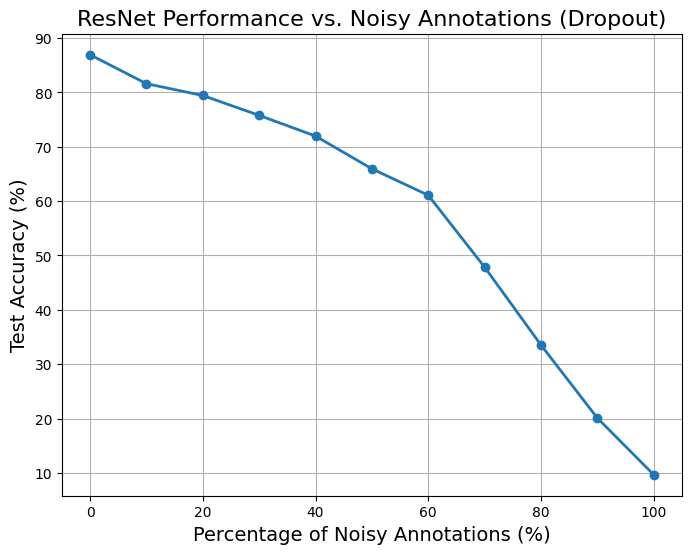 ResNet Performance vs. Noisy Annotations (Dropout)
90
80
70
60
50
40
30
20
10
Test Accuracy (%)
0 20 40 60 80 100
Percentage of Noisy Annotations (%)